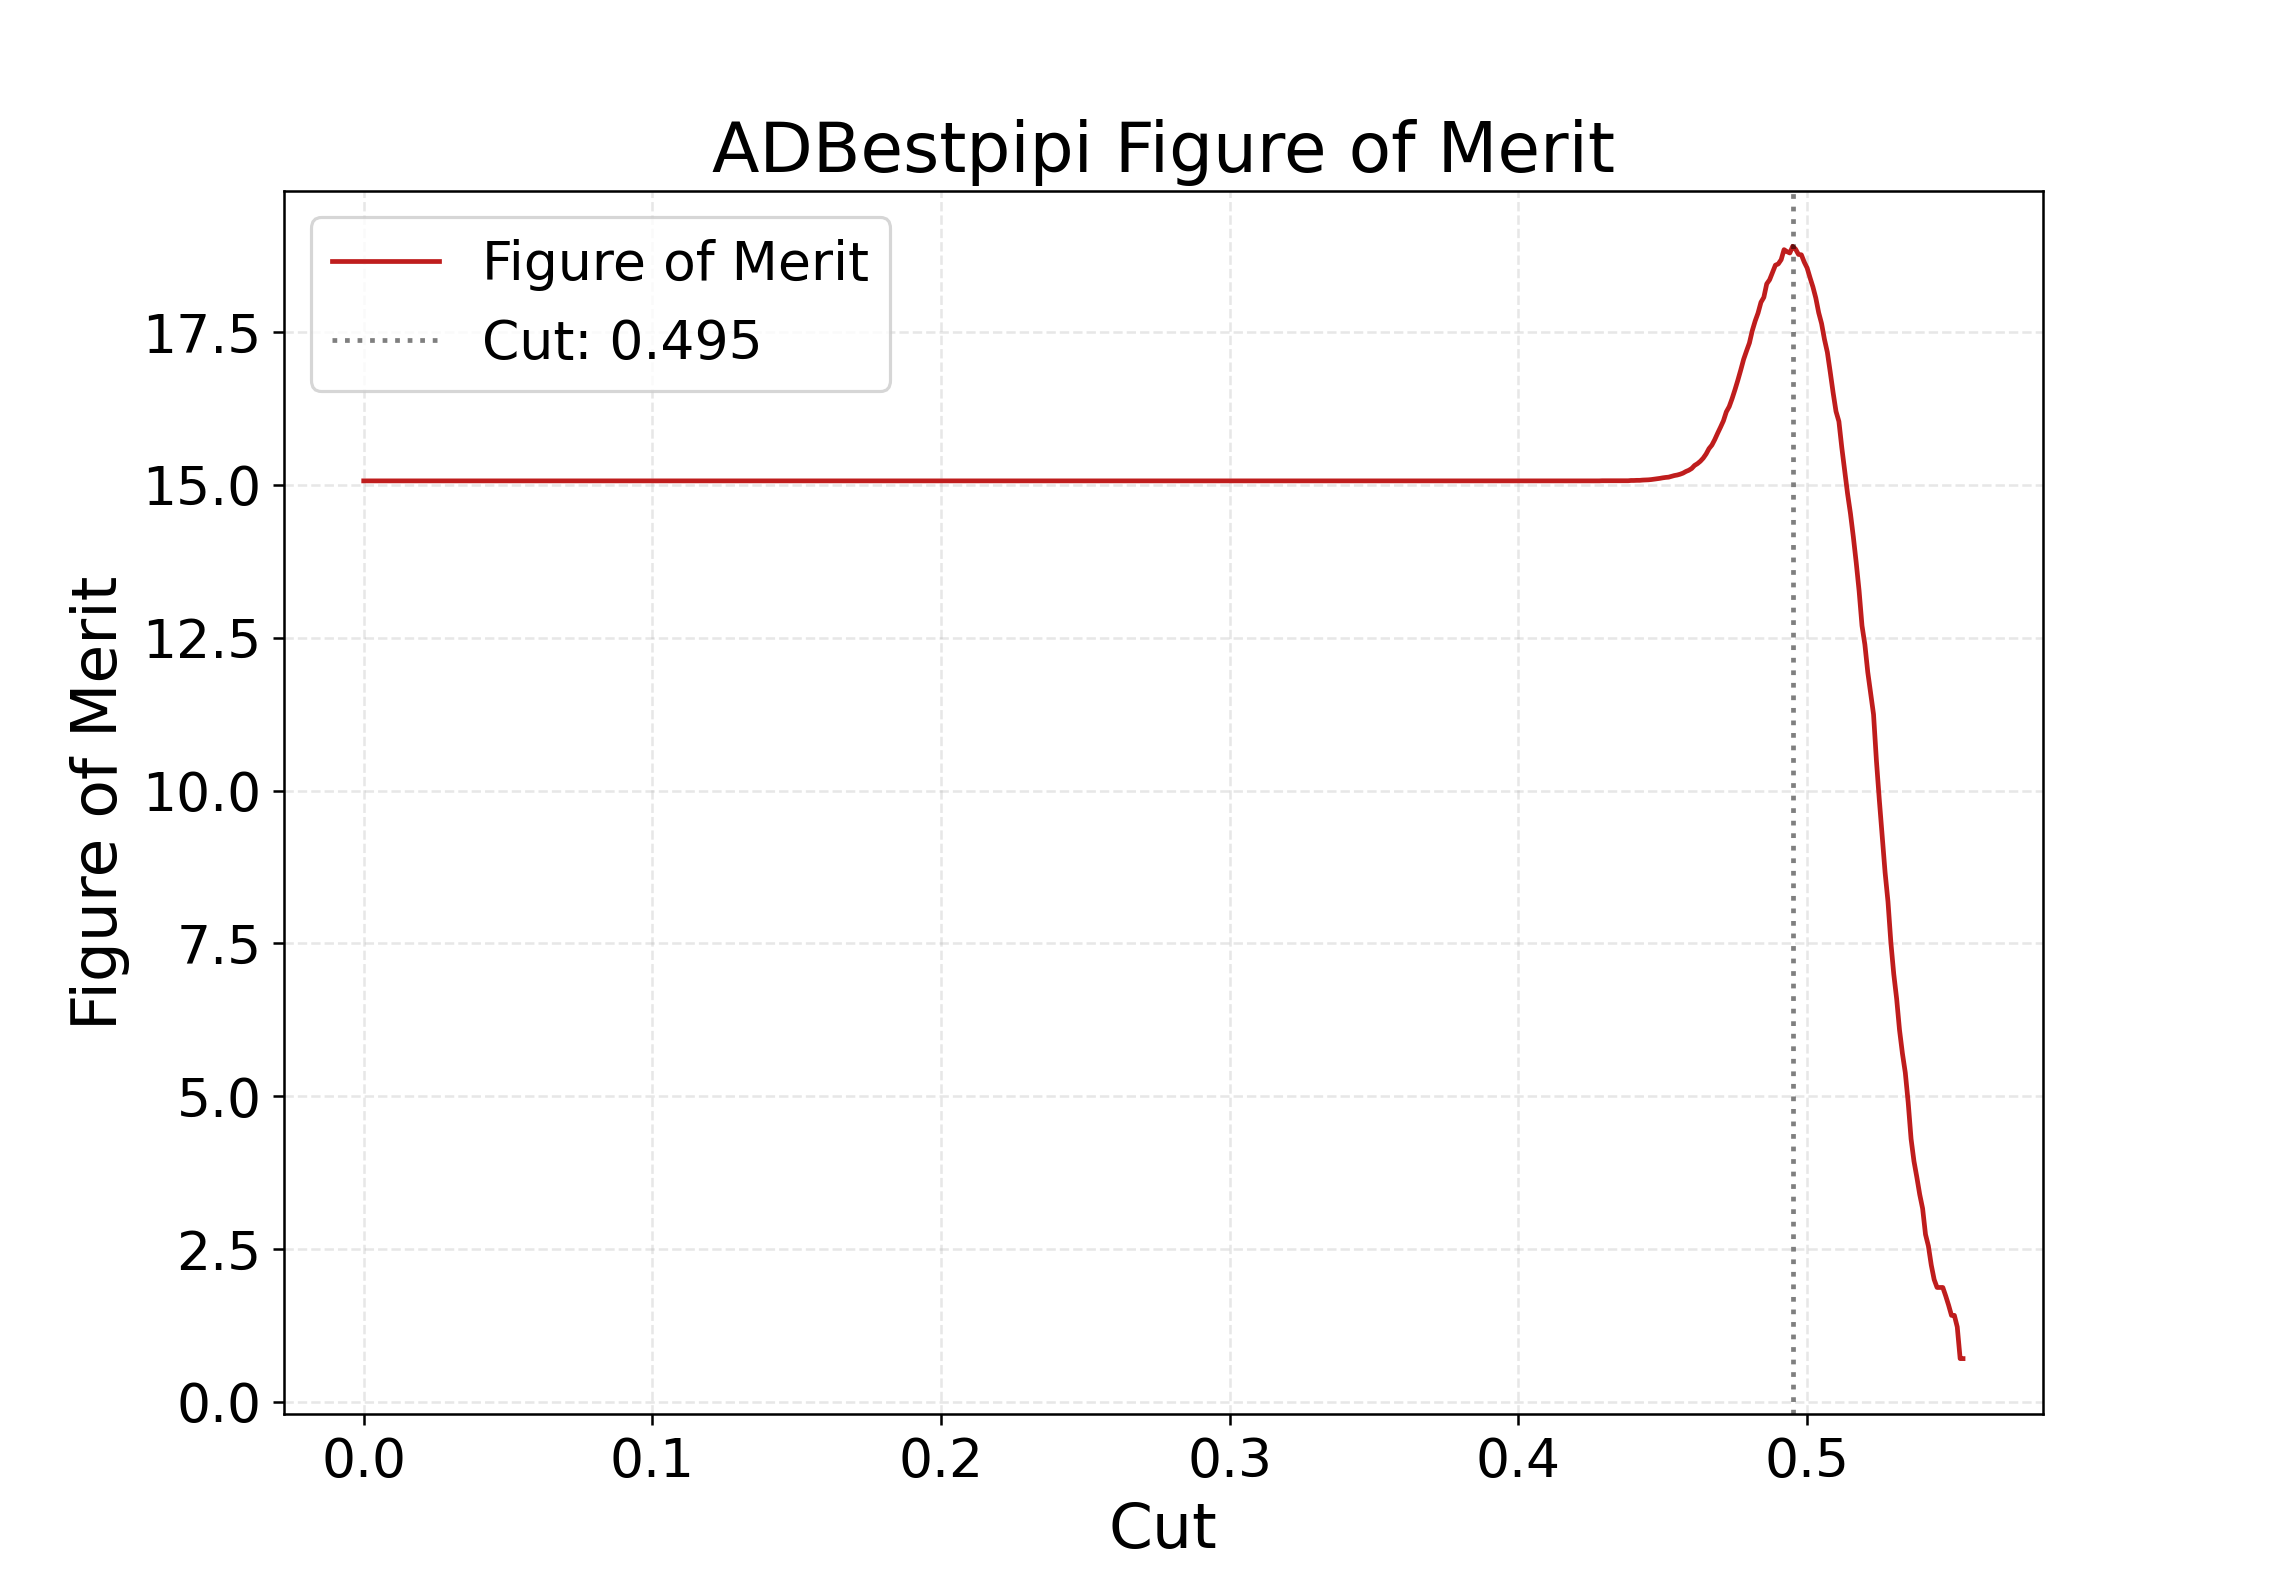 ADBestpipi Figure of Merit
Figure of Merit
Cut: 0.495
Figure of Merit
17.5
15.0
12.5
10.0
7.5
5.0
2.5
0.0
0.0 0.1 0.2 0.3 0.4 0.5
Cut